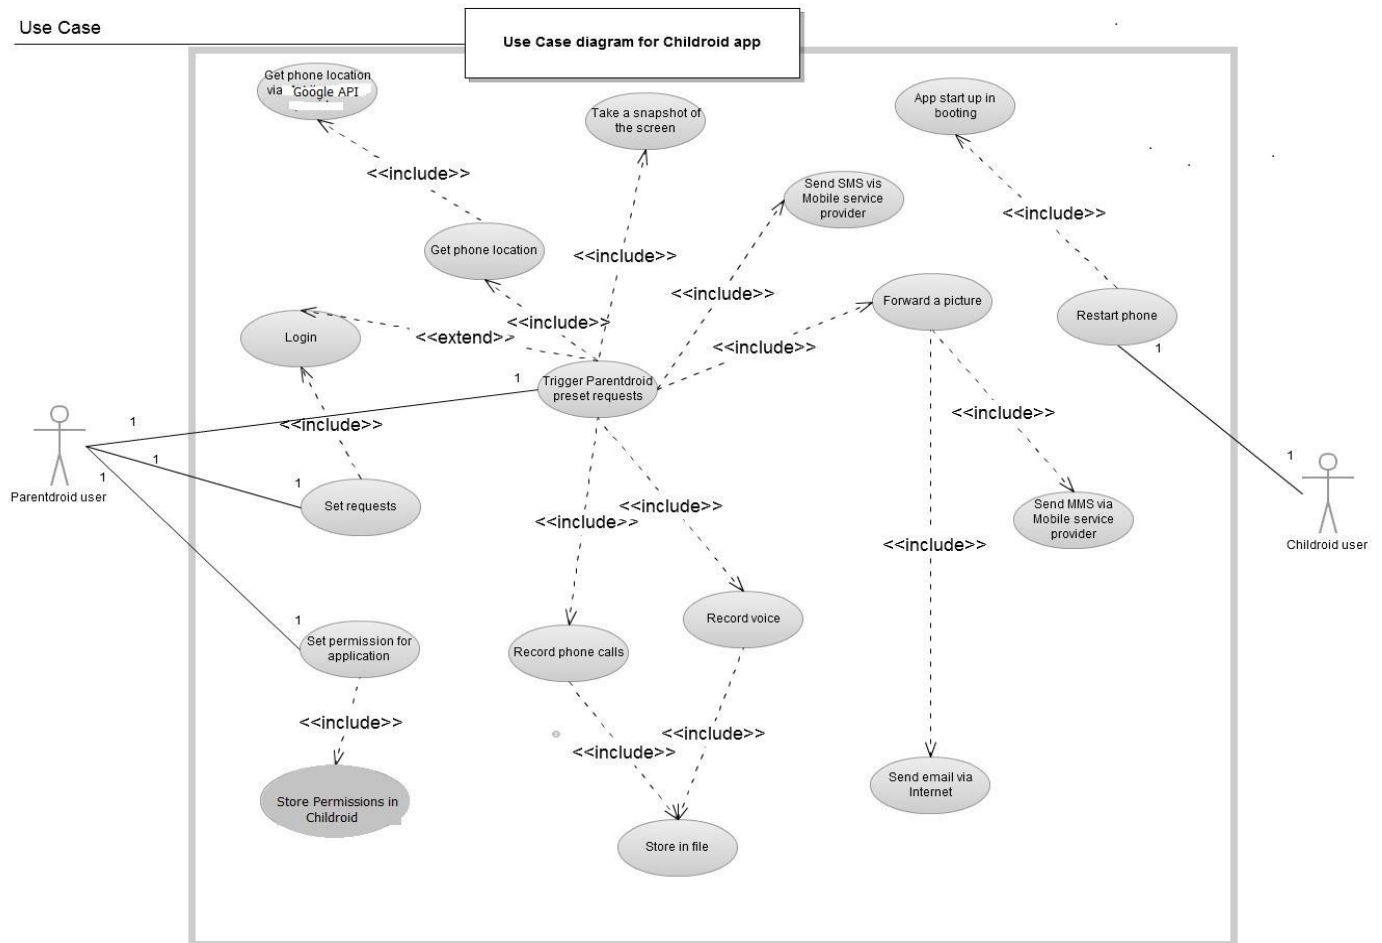 Use Case
Use Case diagram for Childroid app
Get phone location
via
Google API
Take a snapshot of
the screen
App start up in
booting
<<include>>
Send SMS vis
Mobile service
provider
<<include>>
Get phone location
<<include>>
<<include>>
Forward a picture
Restart phone
<<include>>
Login
<<extend>>
<<include>>
1
1
Trigger Parentdroid
preset requests
1
<<include>>
<<include>>
1
1
1
1
Parentdroid user
Set requests
<<include>>
<<include>>
Send MMS via
Mobile service
provider
<<include>>
Childroid user
1
Set permission for
application
Record phone calls
Record voice
<<include>>
<<include>>
<<include>>
Store Permissions in
Childroid
Send email via
Internet
Store in file